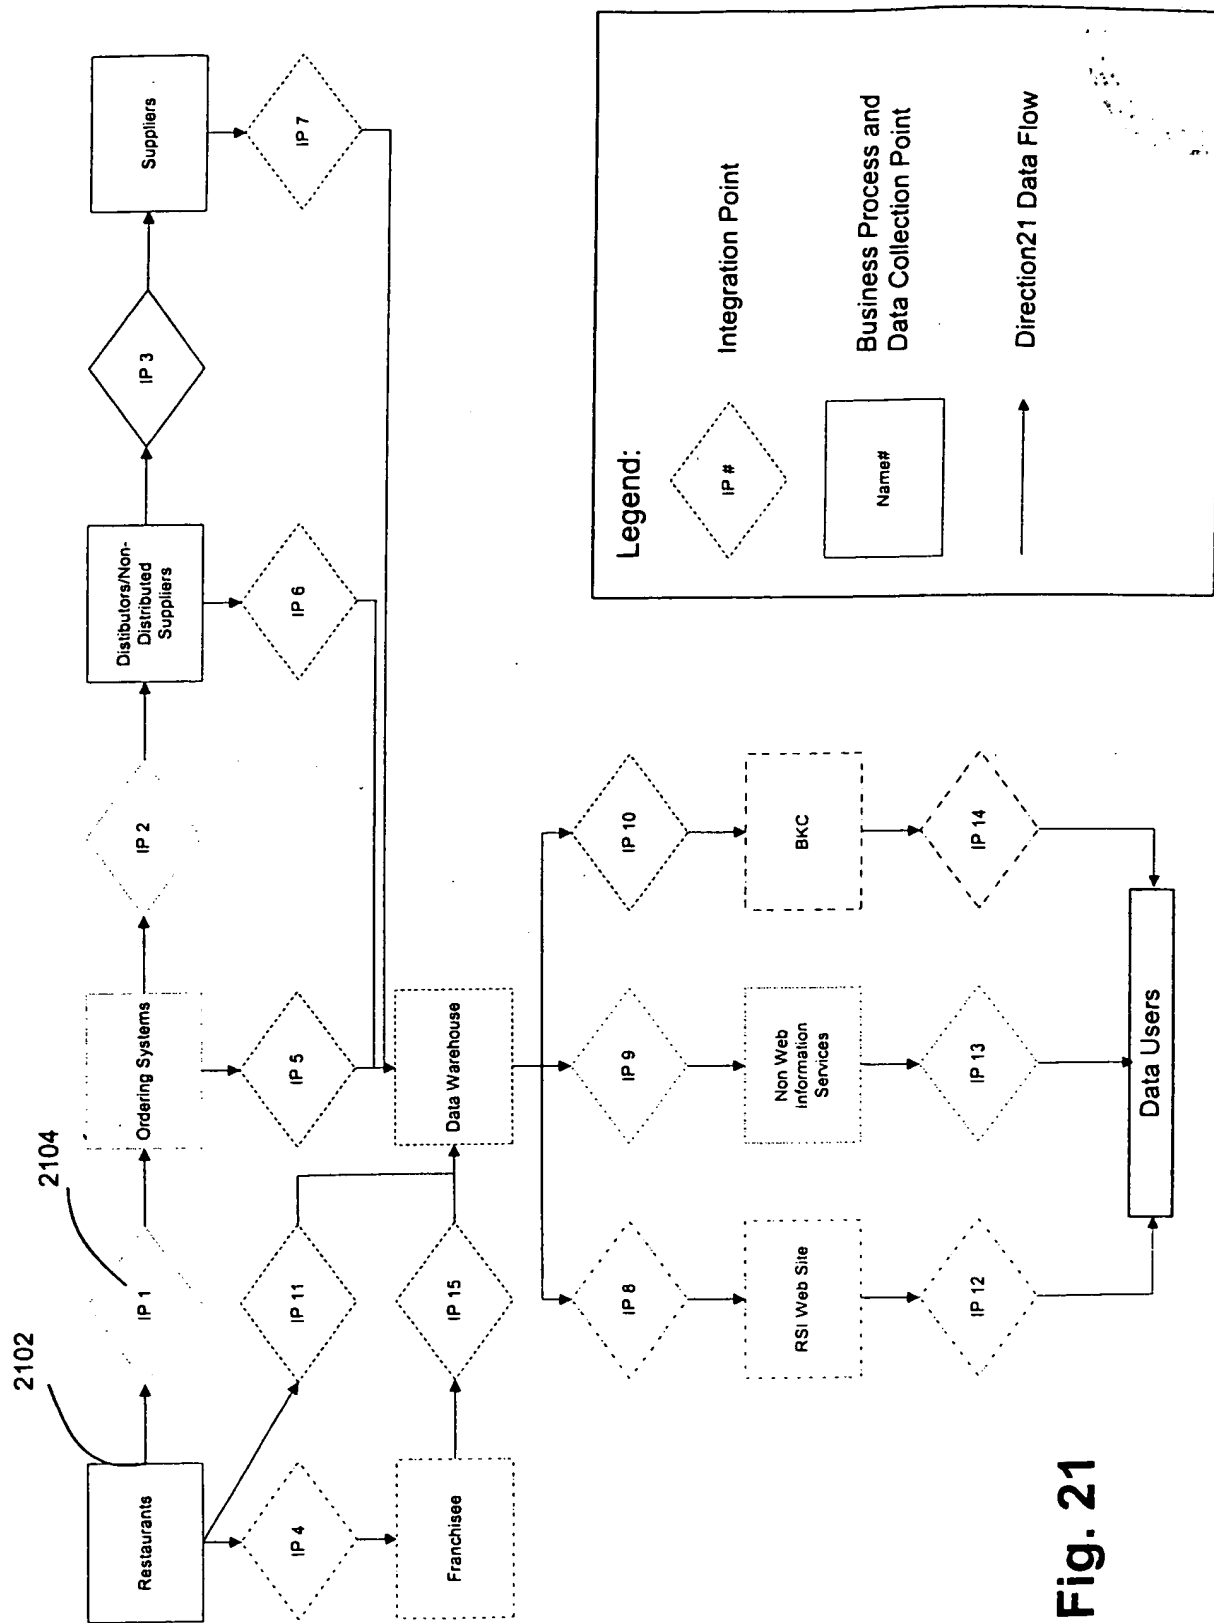 2102
2104
Restaurants
IP 1
Ordering Systems
IP 2
Distibutors/Non-
Distributed
Suppliers
IP 3
Suppliers
IP 4
IP 11
IP 5
IP 6
IP 7
Franchisee
IP 15
Data Warehouse
IP 8
IP 9
IP 10
RSI Web Site
Non Web
Information
Services
BKC
IP 12
IP 13
IP 14
Data Users
Legend:
IP #
Integration Point
Name#
Business Process and
Data Collection Point
Direction21 Data Flow
Fig. 21